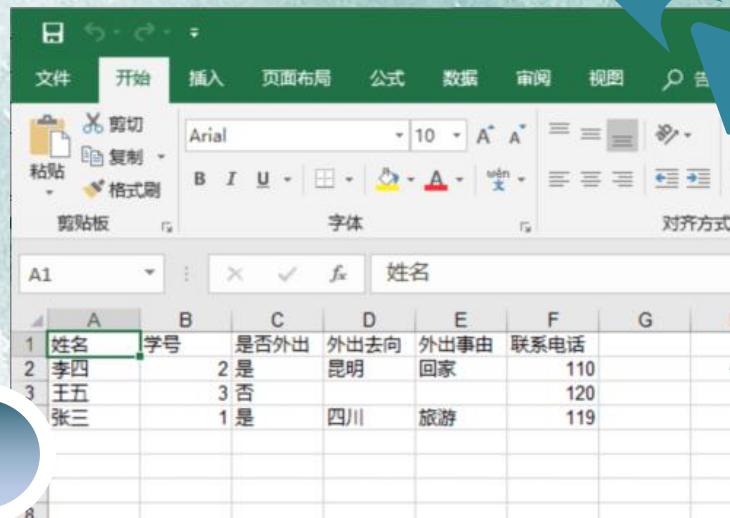 文件 开始 插入 页面布局 公式 数据 审阅 视图 告
剪切
复制
粘贴
格式刷
Arial 10 A A
B I U A wén 文
剪贴板 字体 对齐方式
A1 fx 姓名
A B C D E F G
1 姓名 学号 是否外出 外出去向 外出事由 联系电话
2 李四 2 是 昆明 回家 110
3 王五 3 否 120
张三 1 是 四川 旅游 119
8